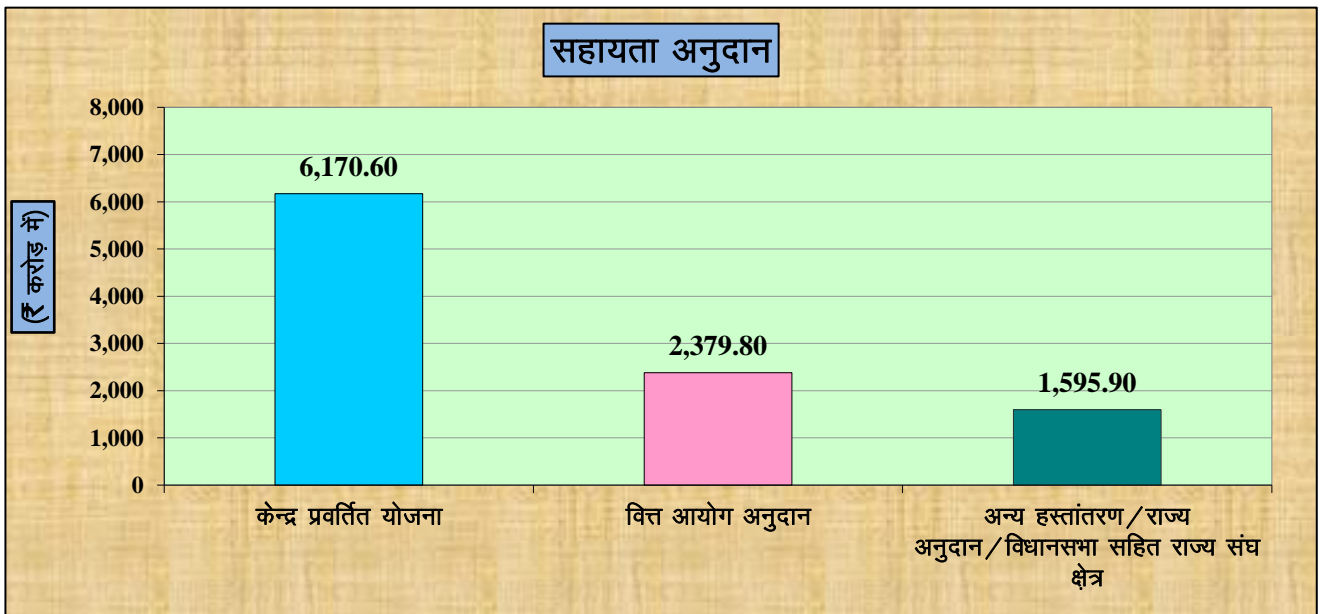 सहायता अनुदान
(₹ करोड़ में)
8,000
7,000
6,000
5,000
4,000
3,000
2,000
1,000
0
6,170.60
2,379.80
1,595.90
केन्द्र प्रवर्तित योजना
वित्त आयोग अनुदान
अन्य हस्तांतरण/राज्य
अनुदान/विधानसभा सहित राज्य संघ
क्षेत्र